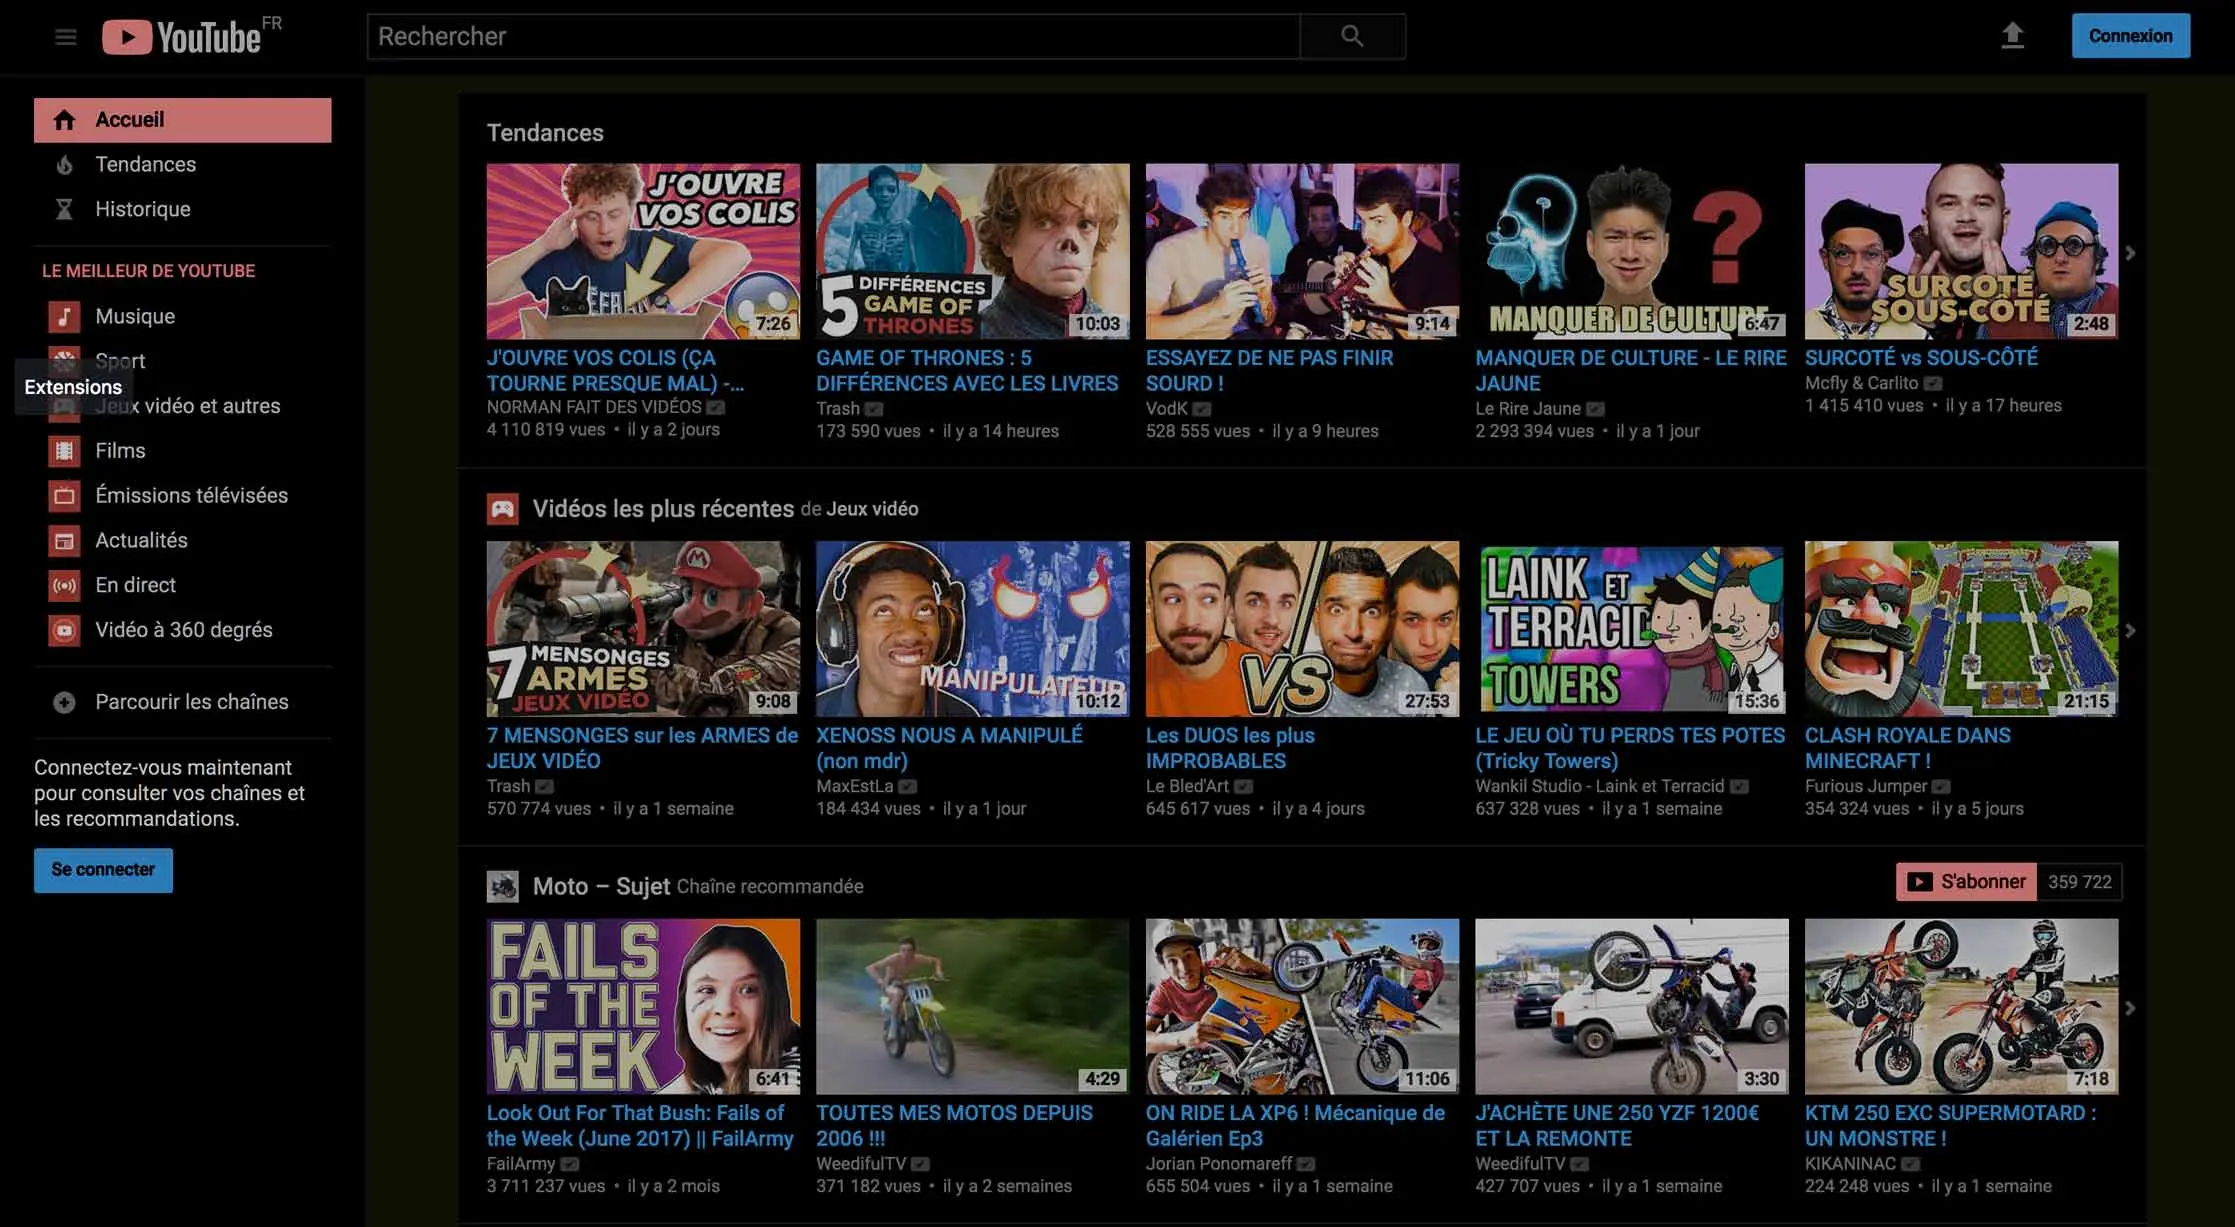 YouTube FR
Rechercher
Connexion
Accueil
Tendances
Historique
LE MEILLEUR DE YOUTUBE
Musique
Sport
Extensions
Jeux vidéo et autres
Films
Émissions télévisées
Actualités
En direct
Vidéo à 360 degrés
Parcourir les chaînes
Connectez-vous maintenant
pour consulter vos chaînes et
les recommandations.
Se connecter
Tendances
J'OUVRE
VOS COLIS
7:26
J'OUVRE VOS COLIS (ÇA
TOURNE PRESQUE MAL) -...
NORMAN FAIT DES VIDÉOS
4 110 819 vues • il y a 2 jours
5 DIFFÉRENCES
GAME OF
THRONES
10:03
GAME OF THRONES : 5
DIFFÉRENCES AVEC LES LIVRES
Trash
173 590 vues • il y a 14 heures
9:14
ESSAYEZ DE NE PAS FINIR
SOURD !
VodK
528 555 vues • il y a 9 heures
?
MANQUER DE CULTURE
6:47
MANQUER DE CULTURE - LE RIRE
JAUNE
Le Rire Jaune
2 293 394 vues • il y a 1 jour
SURCOTÉ
SOUS-CÔTÉ
2:48
SURCOTÉ vs SOUS-CÔTÉ
Mcfly & Carlito
1 415 410 vues • il y a 17 heures
Vidéos les plus récentes de Jeux vidéo
7 MENSONGES
ARMES
JEUX VIDÉO
9:08
7 MENSONGES sur les ARMES de
JEUX VIDÉO
Trash
570 774 vues • il y a 1 semaine
MANIPULATEUR
10:12
XENOSS NOUS A MANIPULÉ
(non mdr)
MaxEstLa
184 434 vues • il y a 1 jour
VS
27:53
Les DUOS les plus
IMPROBABLES
Le Bled'Art
645 617 vues • il y a 4 jours
LAINK ET
TERRACID
TOWERS
15:36
LE JEU OÙ TU PERDS TES POTES
(Tricky Towers)
Wankil Studio - Laink et Terracid
637 328 vues • il y a 1 semaine
21:15
CLASH ROYALE DANS
MINECRAFT !
Furious Jumper
354 324 vues • il y a 5 jours
Moto – Sujet Chaîne recommandée
S'abonner 359 722
FAILS
OF THE
WEEK
6:41
Look Out For That Bush: Fails of
the Week (June 2017) || FailArmy
FailArmy
3 711 237 vues • il y a 2 mois
4:29
TOUTES MES MOTOS DEPUIS
2006 !!!
WeedifulTV
371 182 vues • il y a 2 semaines
11:06
ON RIDE LA XP6 ! Mécanique de
Galérien Ep3
Jorian Ponomareff
655 504 vues • il y a 1 semaine
3:30
J'ACHÈTE UNE 250 YZF 1200€
ET LA REMONTE
WeedifulTV
427 707 vues • il y a 1 semaine
7:18
KTM 250 EXC SUPERMOTARD :
UN MONSTRE !
KIKANINAC
224 248 vues • il y a 1 semaine